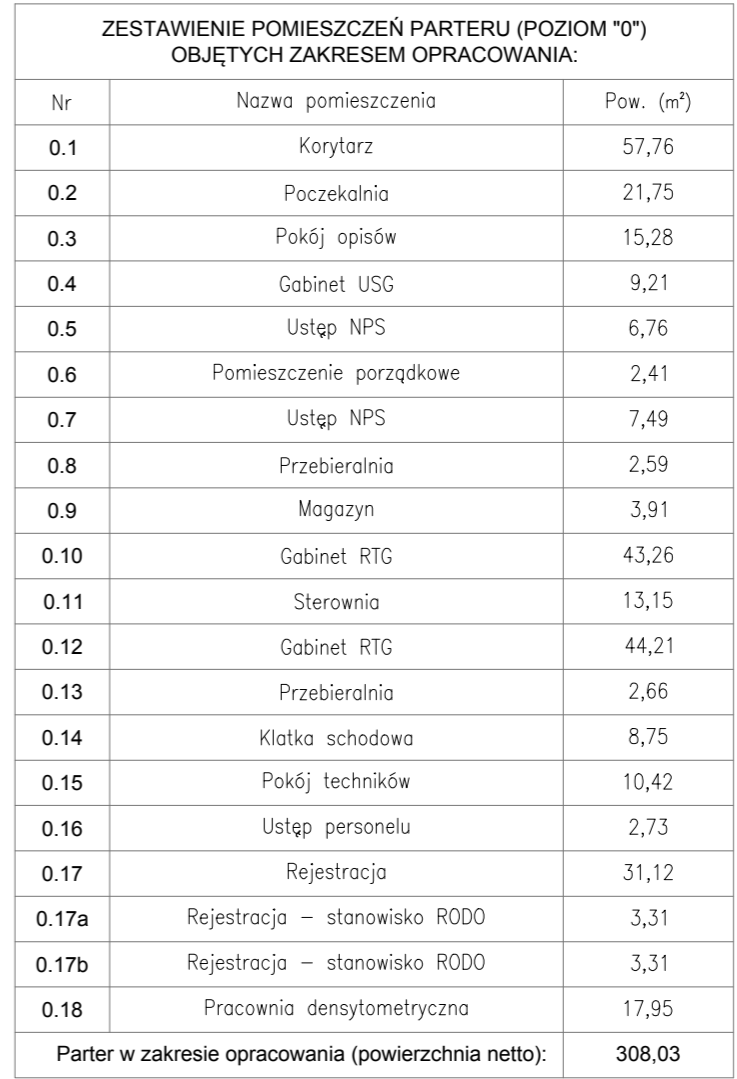 ZESTAWIENIE POMIESZCZEŃ PARTERU (POZIOM "0")
OBJĘTYCH ZAKRESEM OPRACOWANIA:
Nr Nazwa pomieszczenia Pow. (m²)
0.1 Korytarz 57,76
0.2 Poczekalnia 21,75
0.3 Pokój opisów 15,28
0.4 Gabinet USG 9,21
0.5 Ustęp NPS 6,76
0.6 Pomieszczenie porządkowe 2,41
0.7 Ustęp NPS 7,49
0.8 Przebieralnia 2,59
0.9 Magazyn 3,91
0.10 Gabinet RTG 43,26
0.11 Sterownia 13,15
0.12 Gabinet RTG 44,21
0.13 Przebieralnia 2,66
0.14 Klatka schodowa 8,75
0.15 Pokój techników 10,42
0.16 Ustęp personelu 2,73
0.17 Rejestracja 31,12
0.17a Rejestracja – stanowisko RODO 3,31
0.17b Rejestracja – stanowisko RODO 3,31
0.18 Pracownia densytometryczna 17,95
Parter w zakresie opracowania (powierzchnia netto): 308,03